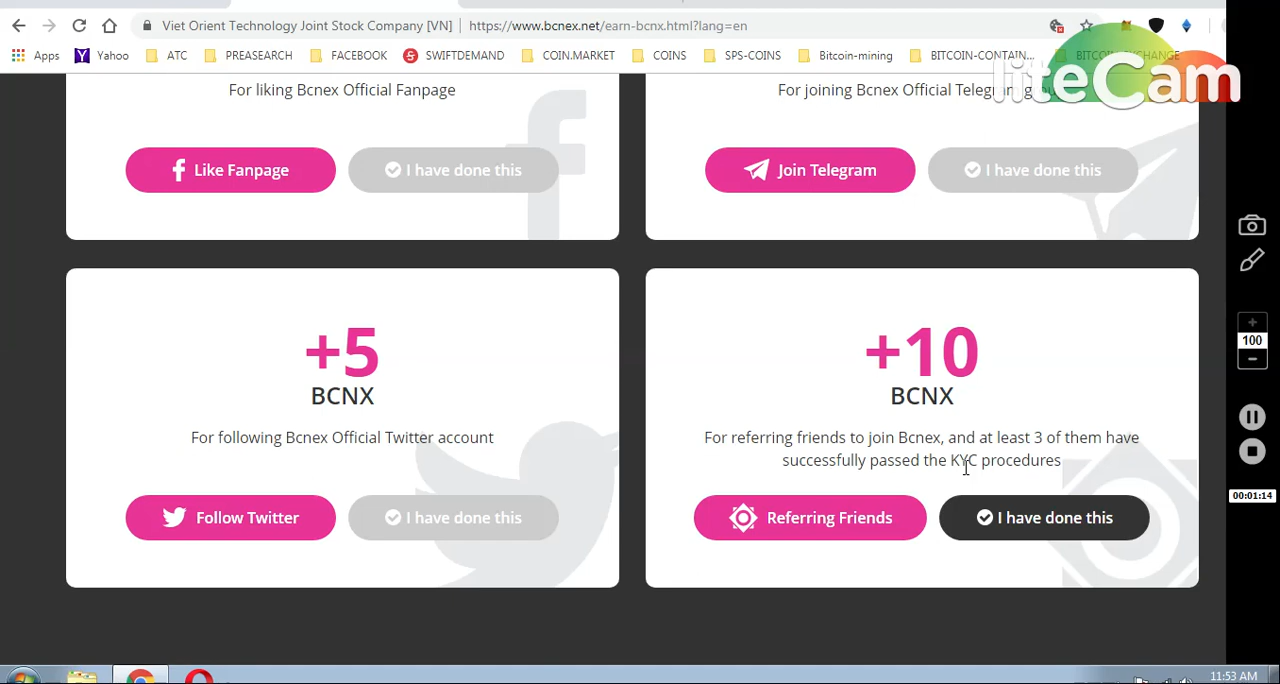 Viet Orient Technology Joint Stock Company [VN]
https://www.bcnex.net/earn-bcnx.html?lang=en
Apps
Yahoo
ATC
PREASEARCH
FACEBOOK
SWIFTDEMAND
COIN.MARKET
COINS
SPS-COINS
Bitcoin-mining
BITCOIN-CONTAIN...
liteCam
For liking Bcnex Official Fanpage
For joining Bcnex Official Telegram
Like Fanpage
I have done this
Join Telegram
I have done this
+5
BCNX
For following Bcnex Official Twitter account
Follow Twitter
I have done this
+10
BCNX
For referring friends to join Bcnex, and at least 3 of them have
successfully passed the KYC procedures
Referring Friends
I have done this
100
00:01:14
11:53 AM